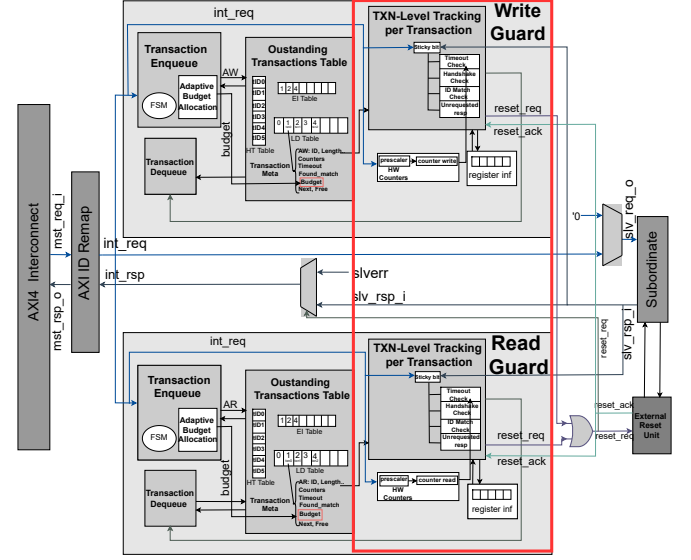 int_req
Write
Guard
Transaction
Enqueue
FSM
Adaptive
Budget
Allocation
AW
budget
Transaction
Dequeue
Oustanding
Transactions Table
tID0
tID1
tID2
tID3
tID4
tID5
HT Table
1 2 4
EI Table
0 1 2 3 4
LD Table
Transaction
Meta
AW: ID, Length..
Counters
Timeout
Found_match
Budget
Next, Free
TXN-Level Tracking
per Transaction
Sticky bit
Timeout
Check
Handshake
Check
ID Match
Check
Unrequested
resp
prescaler
counter write
HW
Counters
register inf
reset_req
reset_ack
AXI4 Interconnect
mst_req_i
mst_rsp_o
AXI ID Remap
int_req
int_rsp
slverr
slv_rsp_i
'0
slv_req_o
Subordinate
slv_rsp_i
reset_req
int_req
Read
Guard
Transaction
Enqueue
FSM
Adaptive
Budget
Allocation
AR
budget
Transaction
Dequeue
Oustanding
Transactions Table
tID0
tID1
tID2
tID3
tID4
tID5
HT Table
1 2 4
EI Table
0 1 2 3 4
LD Table
Transaction
Meta
AR: ID, Length..
Counters
Timeout
Found_match
Budget
Next, Free
TXN-Level Tracking
per Transaction
Sticky bit
Timeout
Check
Handshake
Check
ID Match
Check
Unrequested
resp
prescaler
counter read
HW
Counters
register inf
reset_req
reset_ack
reset_ack
reset_req
External
Reset
Unit